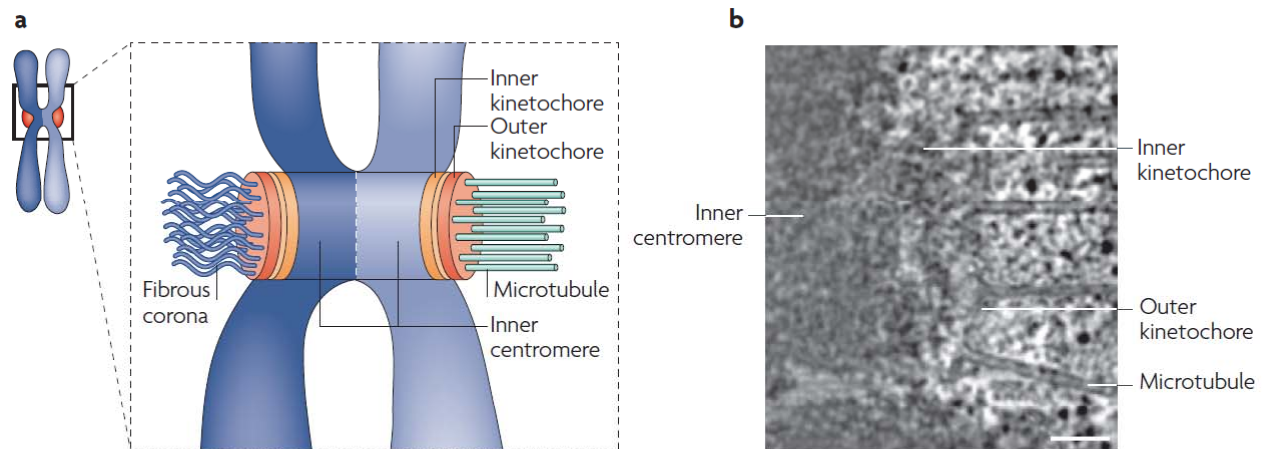 a
Inner
kinetochore
Outer
kinetochore
Fibrous
corona
Microtubule
Inner
centromere
b
Inner
kinetochore
Inner
centromere
Outer
kinetochore
Microtubule